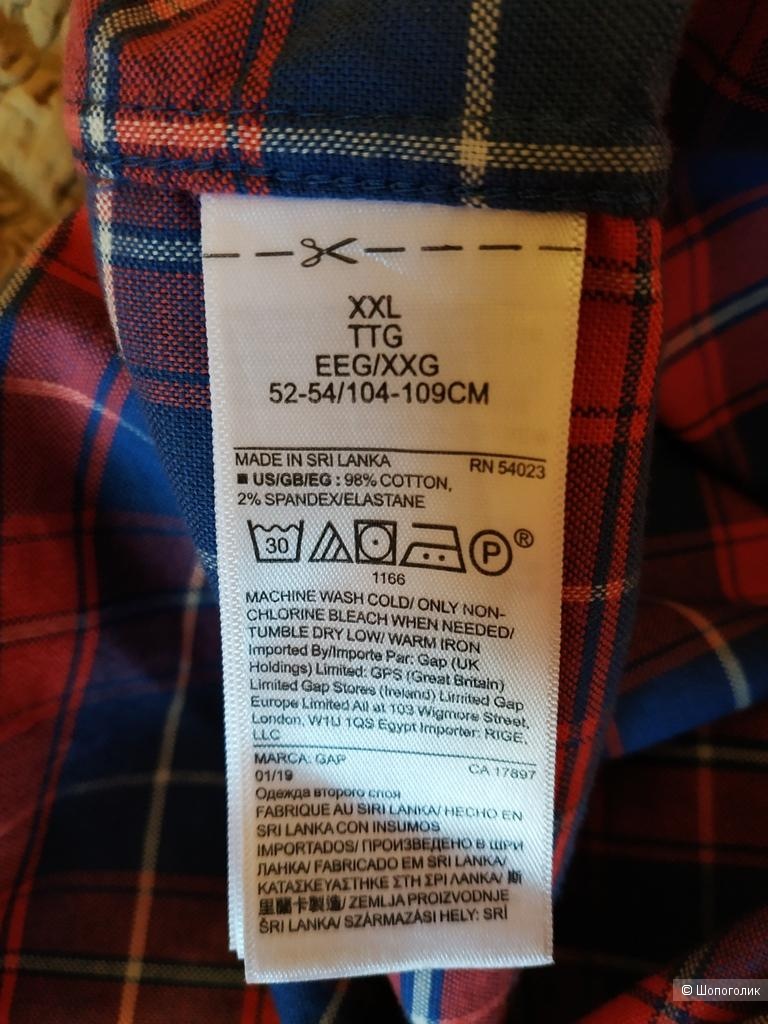 XXL
TTG
EEG/XXG
52-54/104-109CM
MADE IN SRI LANKA RN 54023
■ US/GB/EG : 98% COTTON,
2% SPANDEX/ELASTANE
30 P®
1166
MACHINE WASH COLD/ ONLY NON-
CHLORINE BLEACH WHEN NEEDED/
TUMBLE DRY LOW/ WARM IRON
Imported By/Importe Par: Gap (UK
Holdings) Limited: GPS (Great Britain)
Limited Gap Stores (Ireland) Limited Gap
Europe Limited All at 103 Wigmore Street,
London, W1U 1QS Egypt Importer: RIGE,
LLC
MARCA: GAP CA 17897
01/19
Одежда второго слоя
FABRIQUE AU SIRI LANKA/ HECHO EN
SRI LANKA CON INSUMOS
IMPORTADOS/ ПРОИЗВЕДЕНО В ШРИ
ЛАНКА/ FABRICADO EM SRI LANKA/
ΚΑΤΑΣΚΕΥΑΣΤΗΚΕ ΣΤΗ ΣΡΙ ΛΑΝΚΑ/ 斯
里蘭卡製造/ ZEMLJA PROIZVODNJE
ŠRI LANKA/ SZÁRMAZÁSI HELY: SRÍ
© Шопоголик